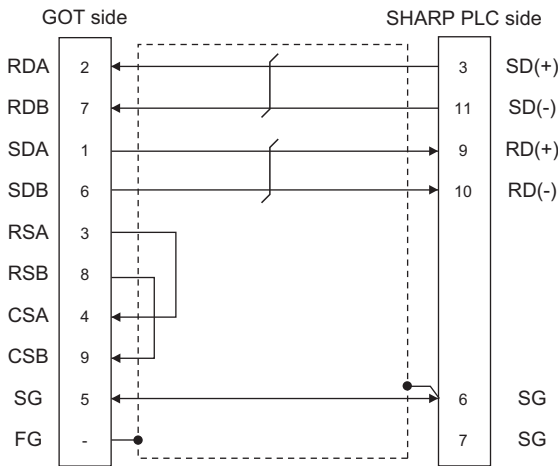 GOT side SHARP PLC side
RDA 2 3 SD(+)
RDB 7 11 SD(-)
SDA 1 9 RD(+)
SDB 6 10 RD(-)
RSA 3
RSB 8
CSA 4
CSB 9
SG 5 6 SG
FG - 7 SG